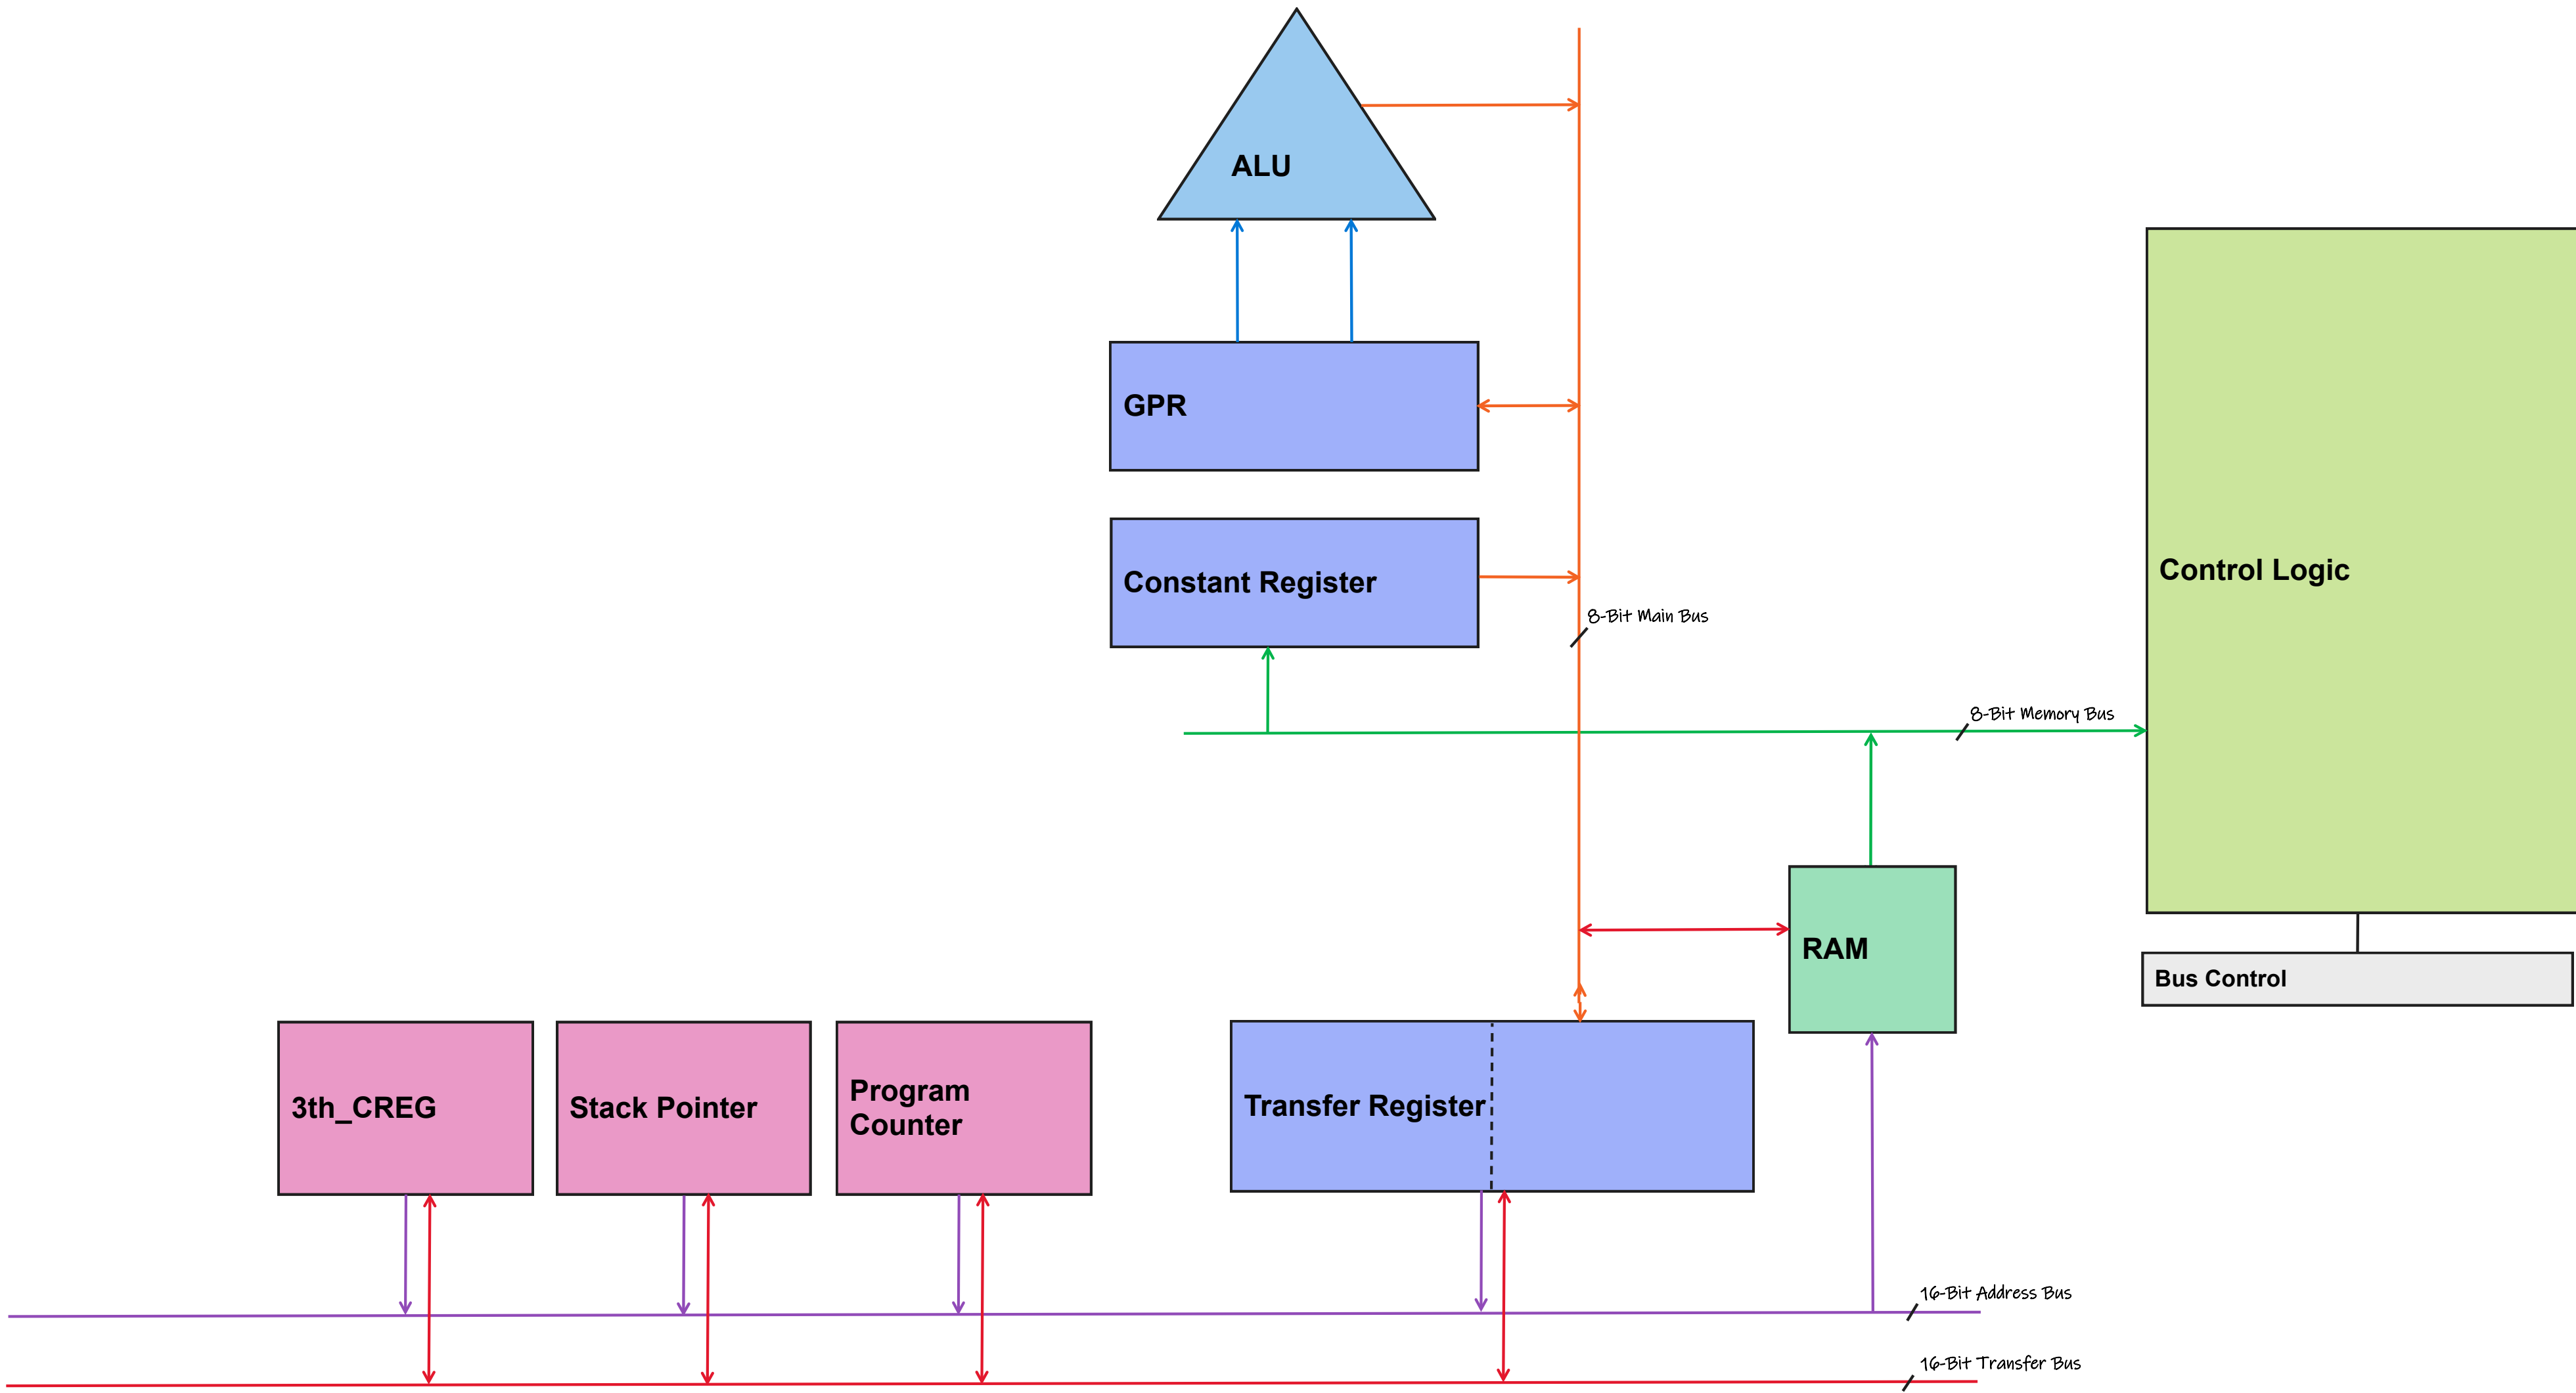 ALU
GPR
Control Logic
Constant Register
8-Bit Main Bus
8-Bit Memory Bus
RAM
Bus Control
3th_CREG
Stack Pointer
Program
Counter
Transfer Register
16-Bit Address Bus
16-Bit Transfer Bus